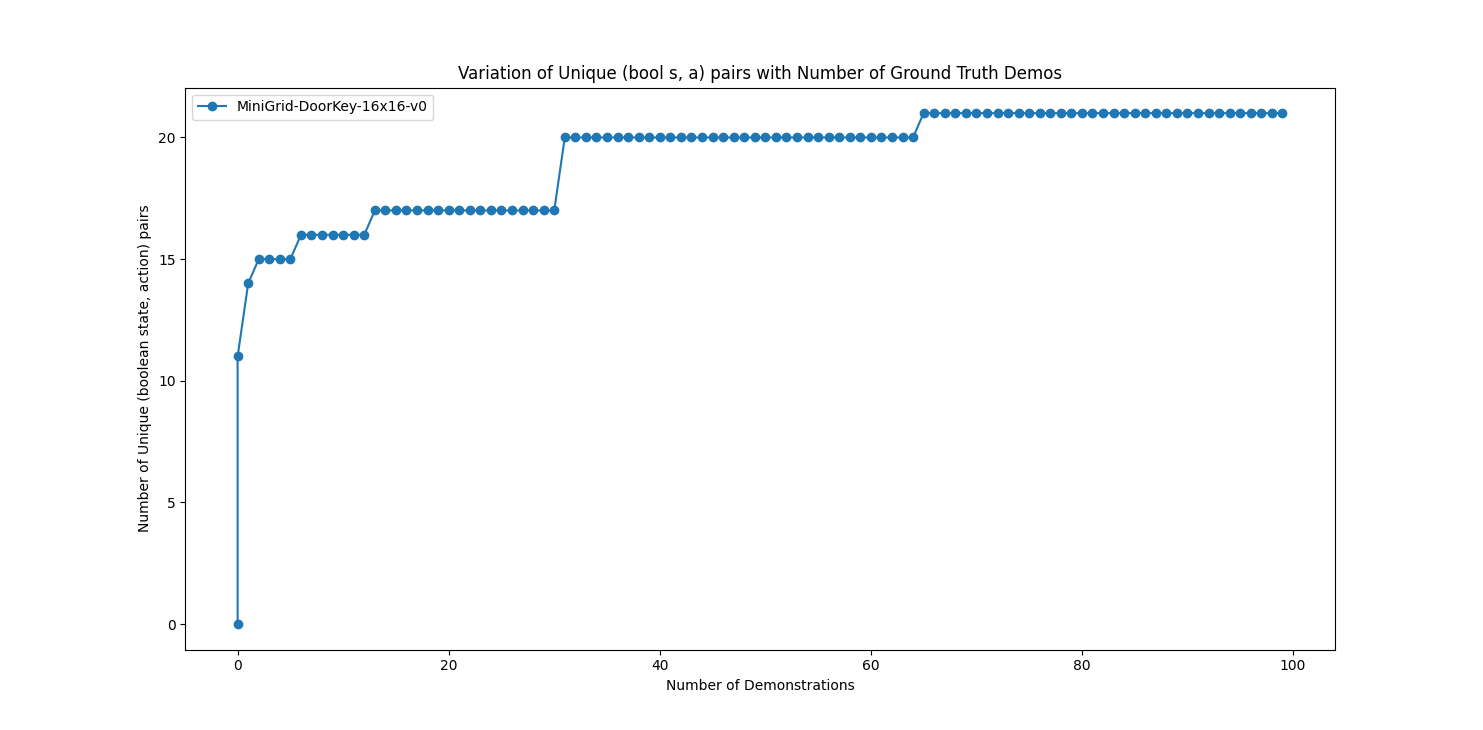 Variation of Unique (bool s, a) pairs with Number of Ground Truth Demos
MiniGrid-DoorKey-16x16-v0
Number of Unique (boolean state, action) pairs
20
15
10
5
0
0 20 40 60 80 100
Number of Demonstrations